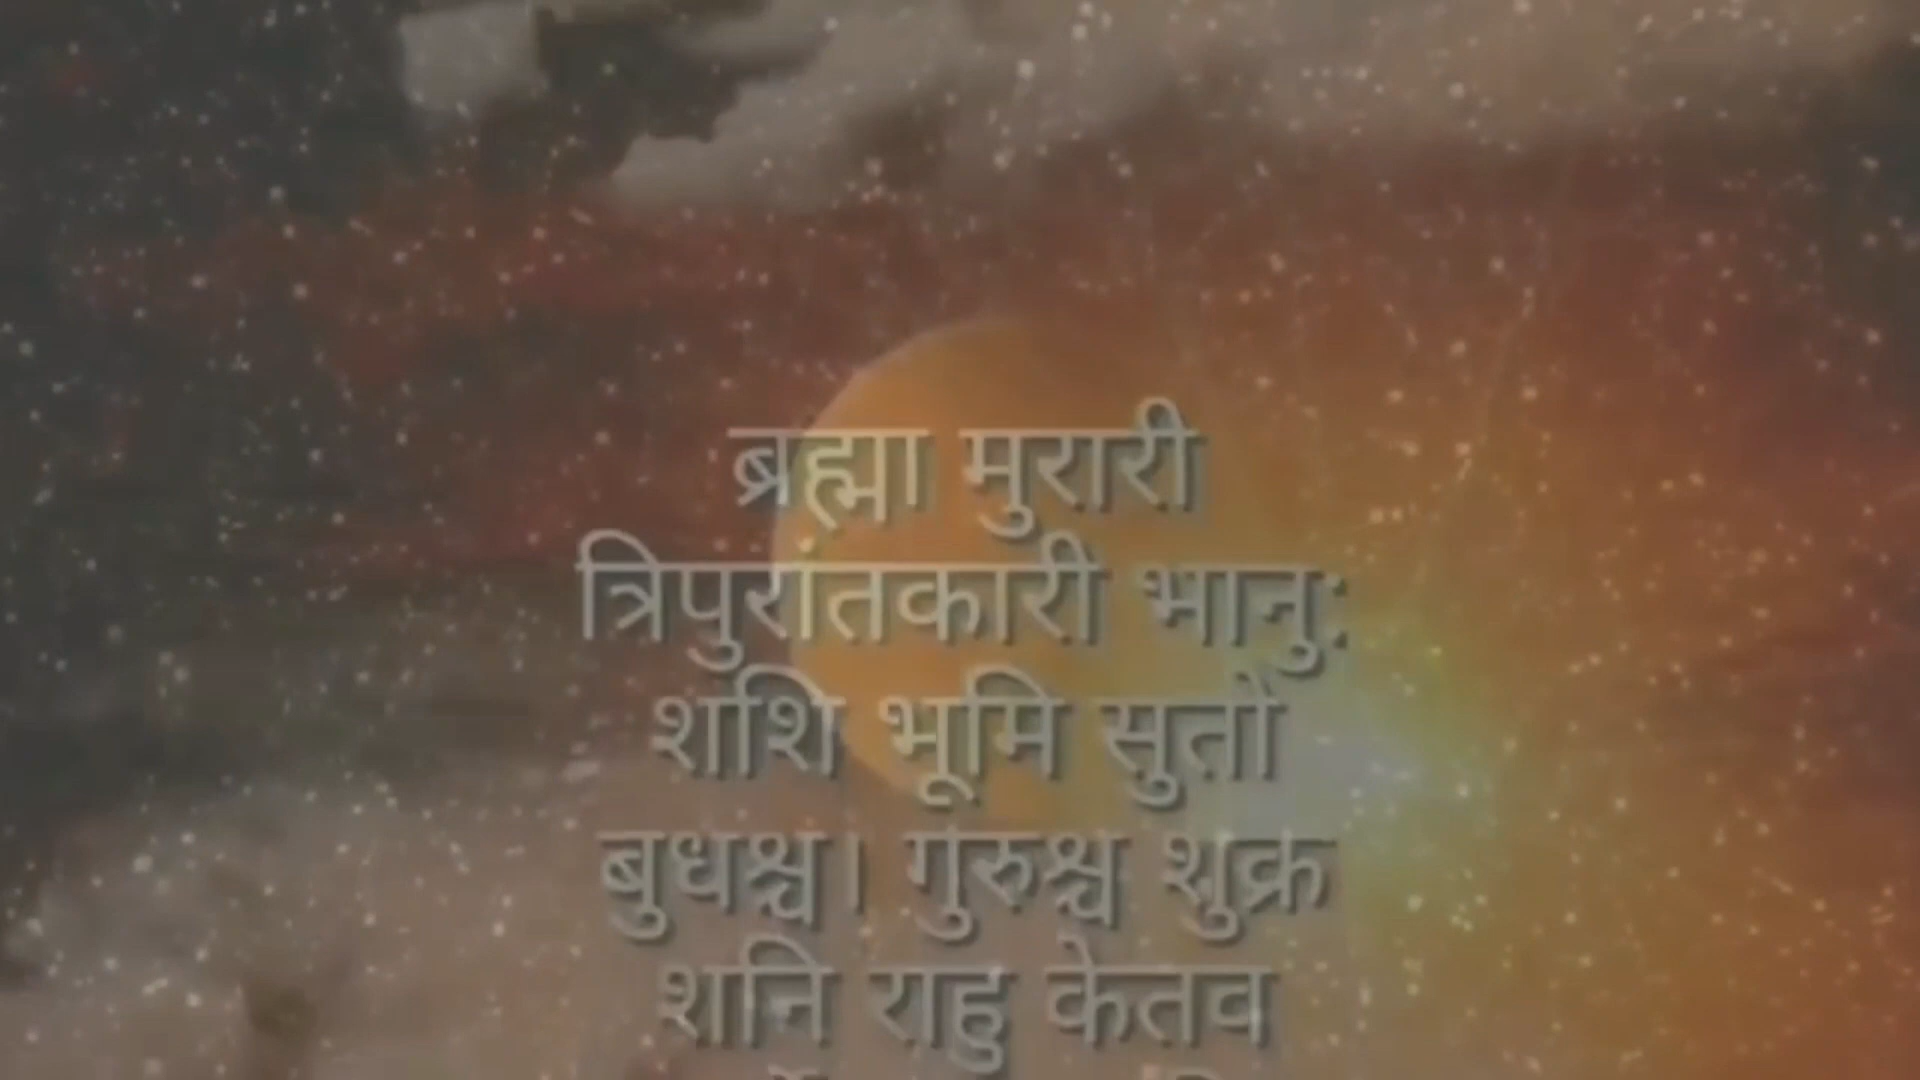 ब्रह्मा मुरारी
त्रिपुरांतकारी भानु:
शशि भूमि सुतो
बुधश्च। गुरुश्च शुक्र
शनि राहु केतव